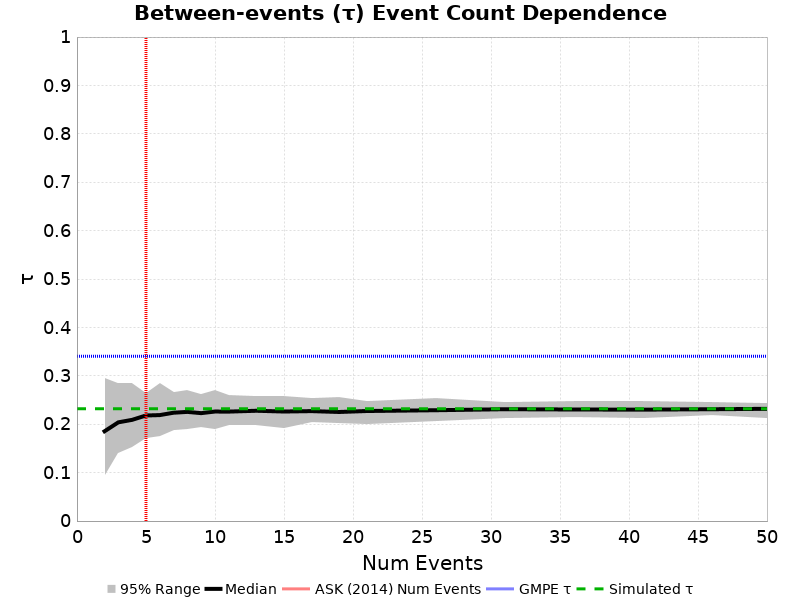 Between-events (τ) Event Count Dependence
1
0.9
0.8
0.7
0.6
0.5
0.4
0.3
0.2
0.1
0
τ
0 5 10 15 20 25 30 35 40 45 50
Num Events
95% Range Median ASK (2014) Num Events GMPE τ Simulated τ